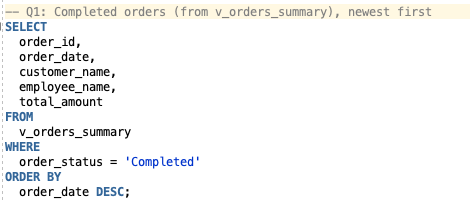 -- Q1: Completed orders (from v_orders_summary), newest first
SELECT
  order_id,
  order_date,
  customer_name,
  employee_name,
  total_amount
FROM
  v_orders_summary
WHERE
  order_status = 'Completed'
ORDER BY
  order_date DESC;